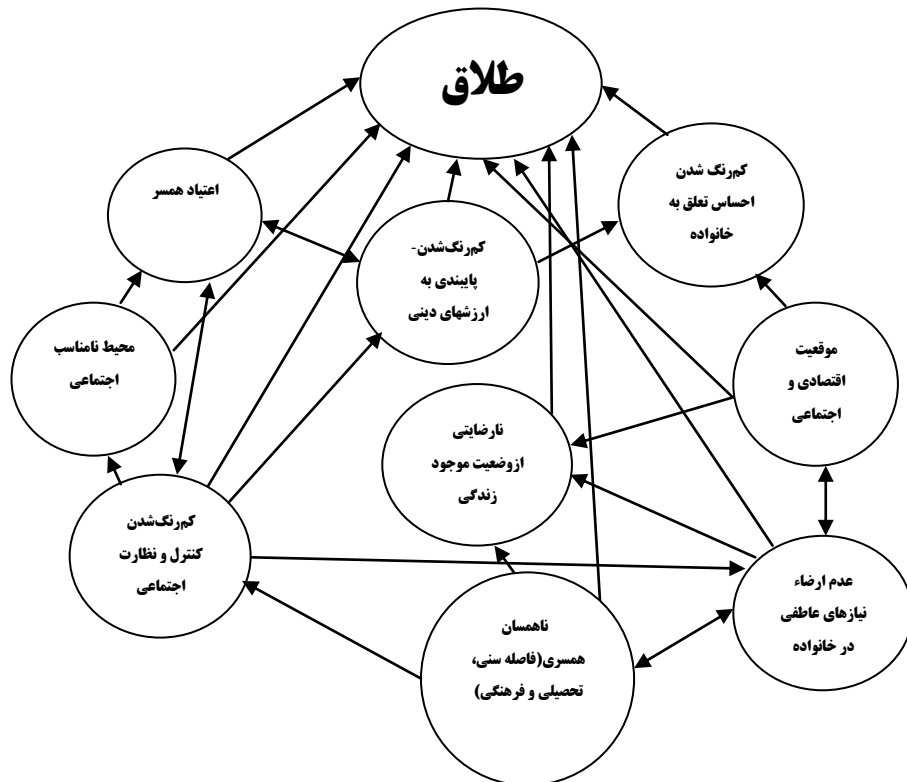 طلاق
کم‌رنگ شدن
احساس تعلق به
خانواده
اعتیاد همسر
کم‌رنگ‌شدن-
پایبندی به
ارزشهای دینی
موقعیت
اقتصادی و
اجتماعی
محیط نامناسب
اجتماعی
نارضایتی
ازوضعیت موجود
زندگی
کم‌رنگ‌شدن
کنترل و نظارت
اجتماعی
عدم ارضاء
نیازهای عاطفی
در خانواده
ناهمسان
همسری(فاصله سنی،
تحصیلی و فرهنگی)